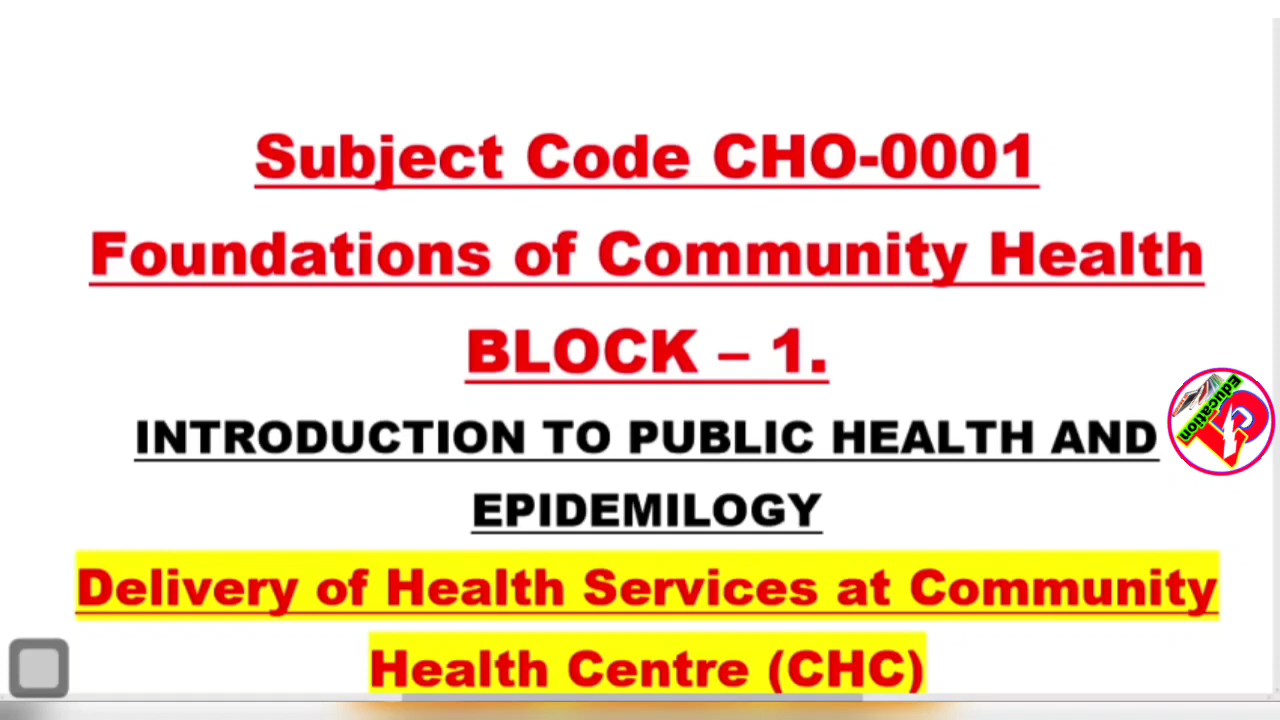 Subject Code CHO-0001
Foundations of Community Health
BLOCK – 1.
INTRODUCTION TO PUBLIC HEALTH AND
EPIDEMILOGY
Delivery of Health Services at Community
Health Centre (CHC)
Education